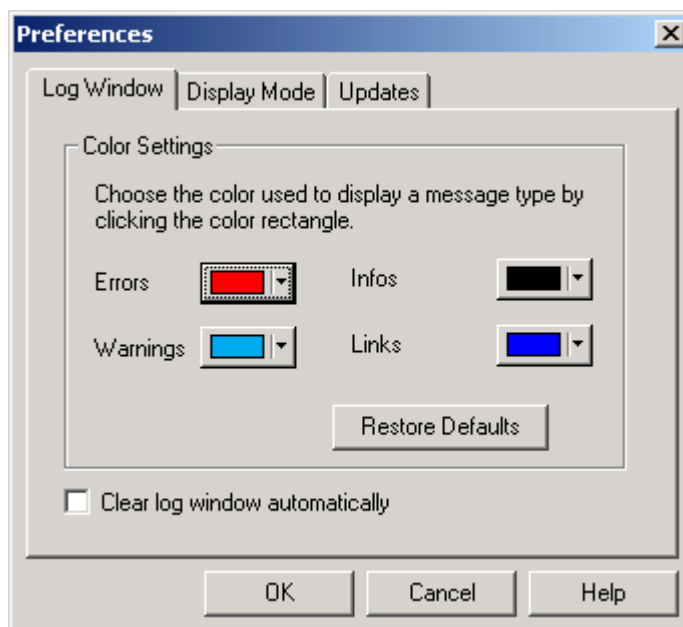 Preferences
Log Window Display Mode Updates
Color Settings
Choose the color used to display a message type by
clicking the color rectangle.
Errors Infos
Warnings Links
Restore Defaults
Clear log window automatically
OK Cancel Help